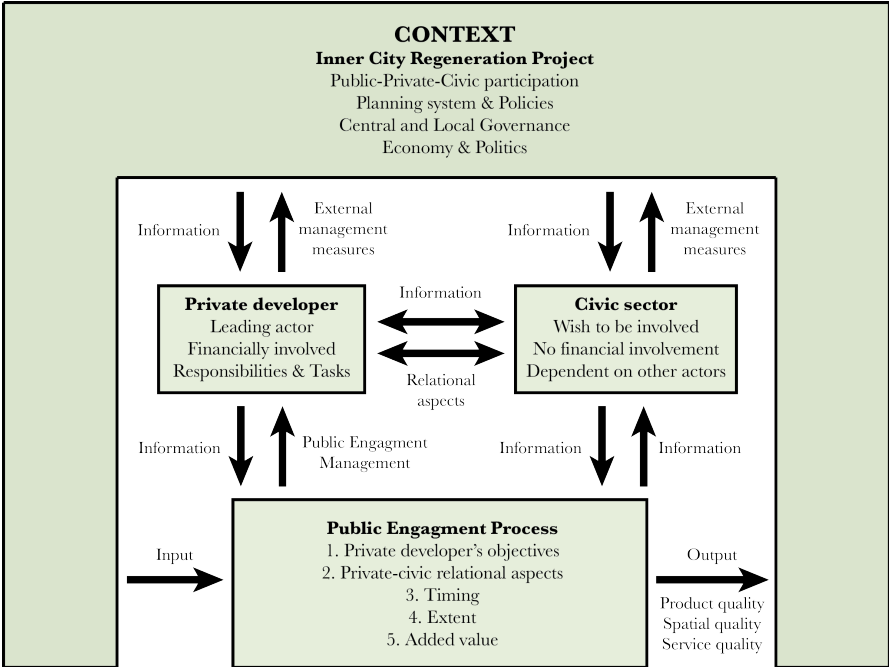 CONTEXT
Inner City Regeneration Project
Public-Private-Civic participation
Planning system & Policies
Central and Local Governance
Economy & Politics
Information
External
management
measures
Information
External
management
measures
Private developer
Leading actor
Financially involved
Responsibilities & Tasks
Information
Relational
aspects
Civic sector
Wish to be involved
No financial involvement
Dependent on other actors
Information
Public Engagment
Management
Information
Information
Input
Public Engagment Process
1. Private developer's objectives
2. Private-civic relational aspects
3. Timing
4. Extent
5. Added value
Output
Product quality
Spatial quality
Service quality